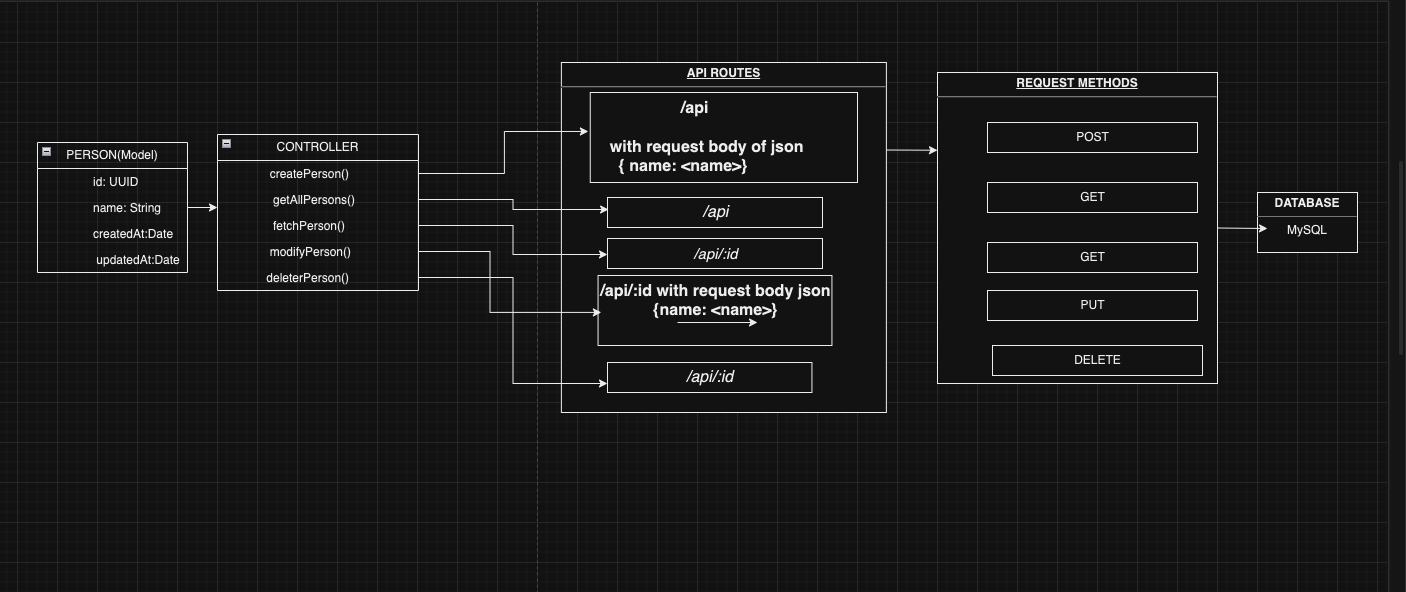 PERSON(Model)
id: UUID
name: String
createdAt:Date
updatedAt:Date
CONTROLLER
createPerson()
getAllPersons()
fetchPerson()
modifyPerson()
deleterPerson()
API ROUTES
/api
with request body of json
{ name: <name>}
/api
/api/:id
/api/:id with request body json
{name: <name>}
/api/:id
REQUEST METHODS
POST
GET
GET
PUT
DELETE
DATABASE
MySQL